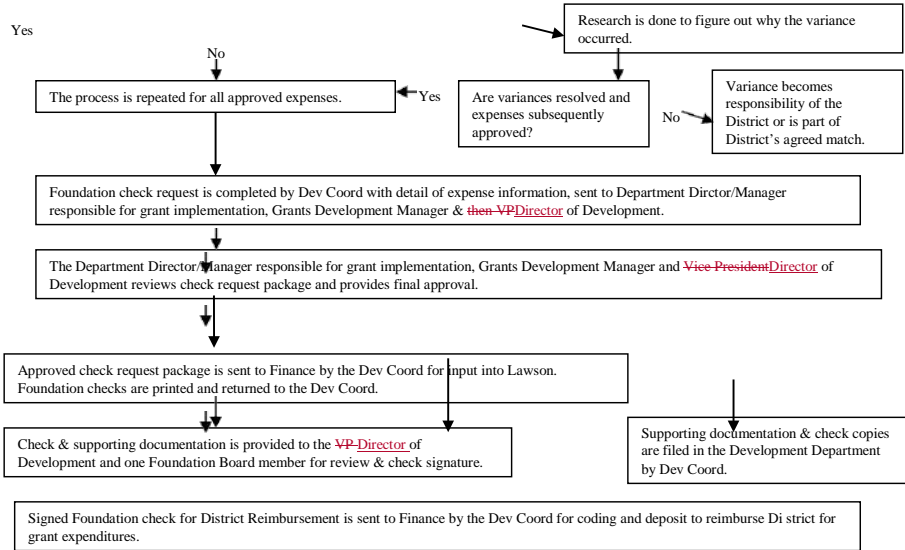 Yes
Research is done to figure out why the variance
occurred.
No
The process is repeated for all approved expenses.
Yes
Are variances resolved and
expenses subsequently
approved?
No
Variance becomes
responsibility of the
District or is part of
District's agreed match.
Foundation check request is completed by Dev Coord with detail of expense information, sent to Department Dirctor/Manager
responsible for grant implementation, Grants Development Manager & then VPDirector of Development.
The Department Director/Manager responsible for grant implementation, Grants Development Manager and Vice PresidentDirector of
Development reviews check request package and provides final approval.
Approved check request package is sent to Finance by the Dev Coord for input into Lawson.
Foundation checks are printed and returned to the Dev Coord.
Check & supporting documentation is provided to the VP Director of
Development and one Foundation Board member for review & check signature.
Supporting documentation & check copies
are filed in the Development Department
by Dev Coord.
Signed Foundation check for District Reimbursement is sent to Finance by the Dev Coord for coding and deposit to reimburse Di strict for
grant expenditures.